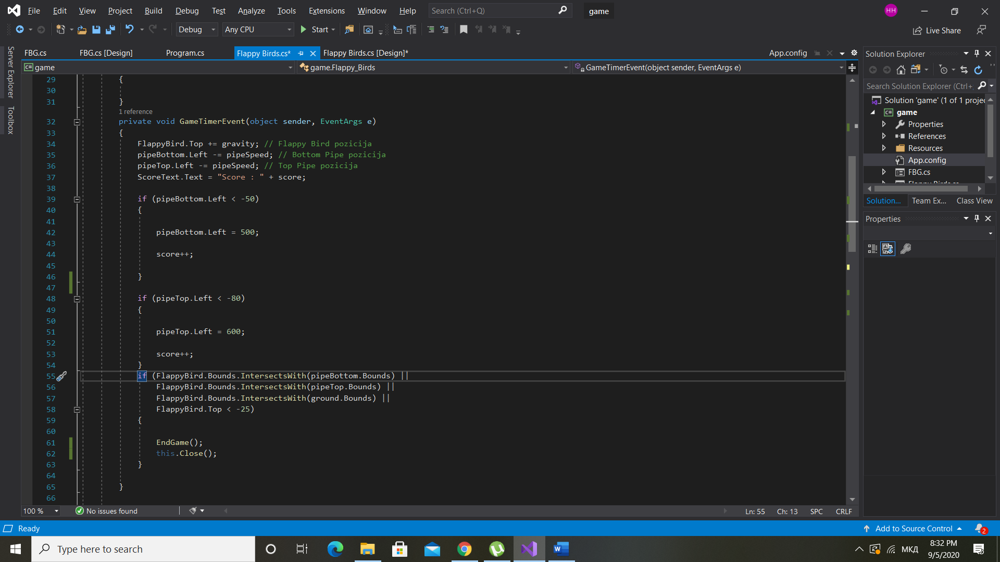 File Edit View Project Build Debug Test Analyze Tools Extensions Window Help Search (Ctrl+Q) game HH
Debug Any CPU Start Live Share
Server Explorer
Toolbox
FBG.cs FBG.cs [Design] Program.cs Flappy Birds.cs* Flappy Birds.cs [Design]* App.config
C# game game.Flappy_Birds GameTimerEvent(object sender, EventArgs e)
29 {
30
31 }
1 reference
32 private void GameTimerEvent(object sender, EventArgs e)
33 {
34 FlappyBird.Top += gravity; // Flappy Bird pozicija
35 pipeBottom.Left -= pipeSpeed; // Bottom Pipe pozicija
36 pipeTop.Left -= pipeSpeed; // Top Pipe pozicija
37 ScoreText.Text = "Score : " + score;
38
39 if (pipeBottom.Left < -50)
40 {
41
42 pipeBottom.Left = 500;
43
44 score++;
45
46 }
47
48 if (pipeTop.Left < -80)
49 {
50
51 pipeTop.Left = 600;
52
53 score++;
54 }
55 if (FlappyBird.Bounds.IntersectsWith(pipeBottom.Bounds) ||
56 FlappyBird.Bounds.IntersectsWith(pipeTop.Bounds) ||
57 FlappyBird.Bounds.IntersectsWith(ground.Bounds) ||
58 FlappyBird.Top < -25)
59 {
60
61 EndGame();
62 this.Close();
63 }
64
65 }
66
100 % No issues found Ln: 55 Ch: 13 SPC CRLF
Solution Explorer
Search Solution Explorer (Ctrl+
Solution 'game' (1 of 1 projec
C# game
Properties
References
Resources
App.config
FBG.cs
Flappy Birds.cs
Solution... Team Ex... Class View
Properties
Ready Add to Source Control 2
Type here to search W МКД 8:32 PM
9/5/2020